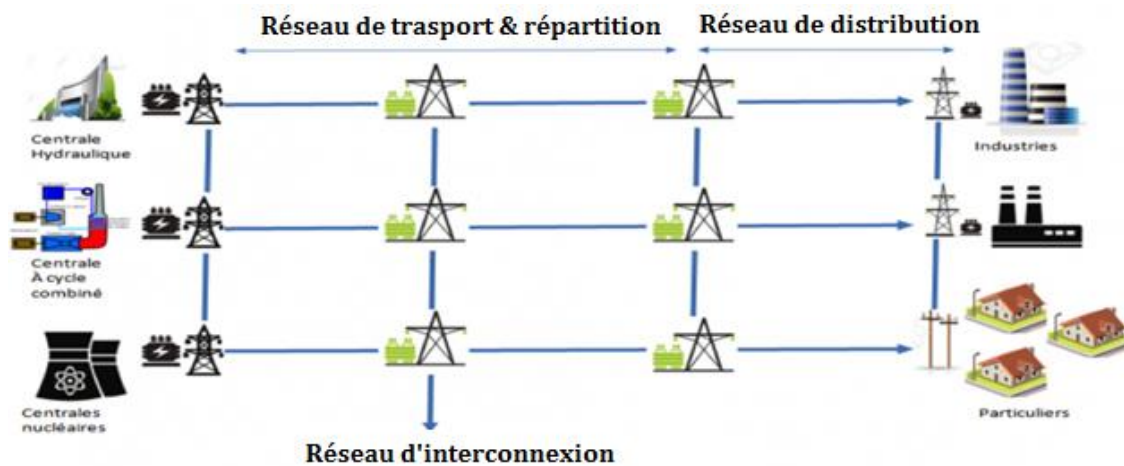 Réseau de trasport & répartition
Réseau de distribution
Centrale
Hydraulique
Industries
Centrale
À cycle
combiné
Centrales
nucléaires
Particuliers
Réseau d'interconnexion